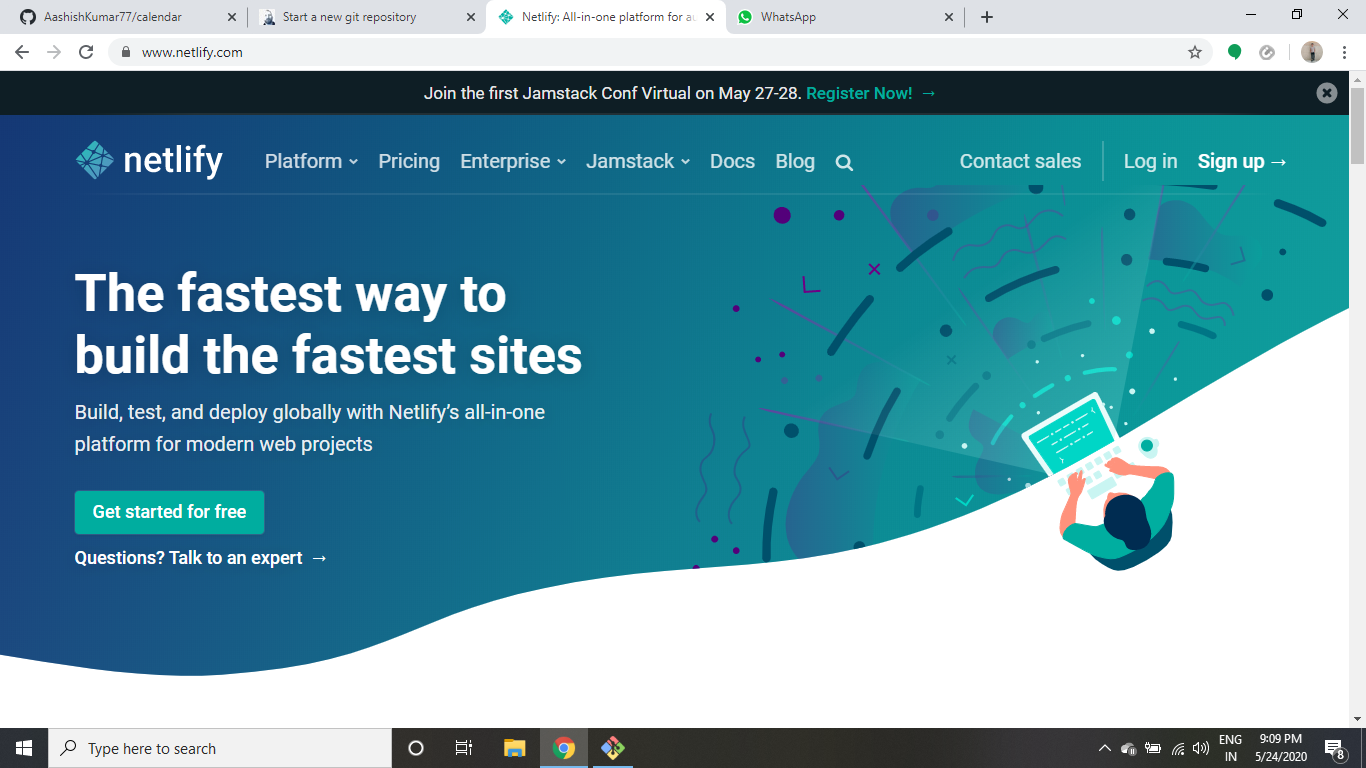 AashishKumar77/calendar
Start a new git repository
Netlify: All-in-one platform for au
WhatsApp
www.netlify.com
Join the first Jamstack Conf Virtual on May 27-28. Register Now! →
netlify
Platform
Pricing
Enterprise
Jamstack
Docs
Blog
Contact sales
Log in
Sign up →
The fastest way to
build the fastest sites
Build, test, and deploy globally with Netlify’s all-in-one
platform for modern web projects
Get started for free
Questions? Talk to an expert →
Type here to search
ENG
IN
9:09 PM
5/24/2020
8